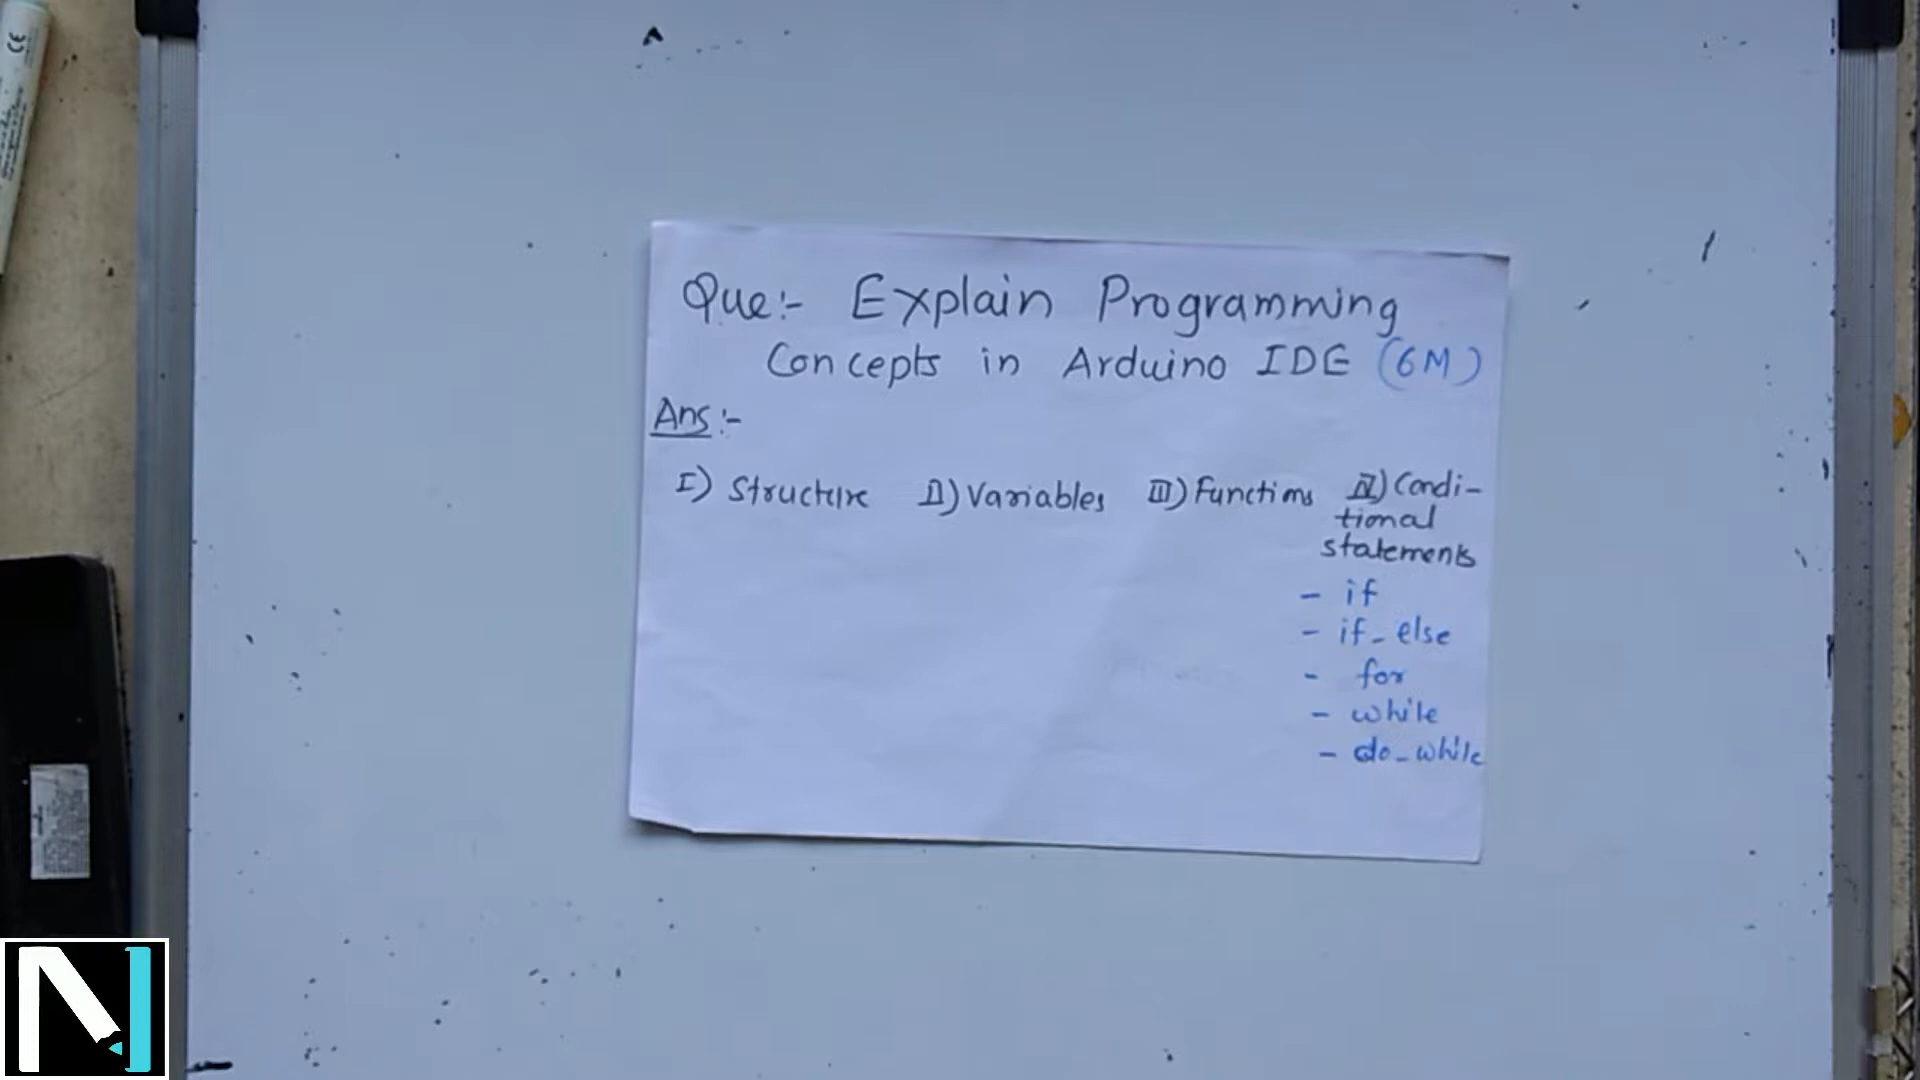 Que:- Explain Programming
Concepts in Arduino IDE (6M)
Ans:-
I) Structure II) Variables III) Functions IV) Condi-
tional
statements
- if
- if-else
- for
- while
- do-while
CE
N